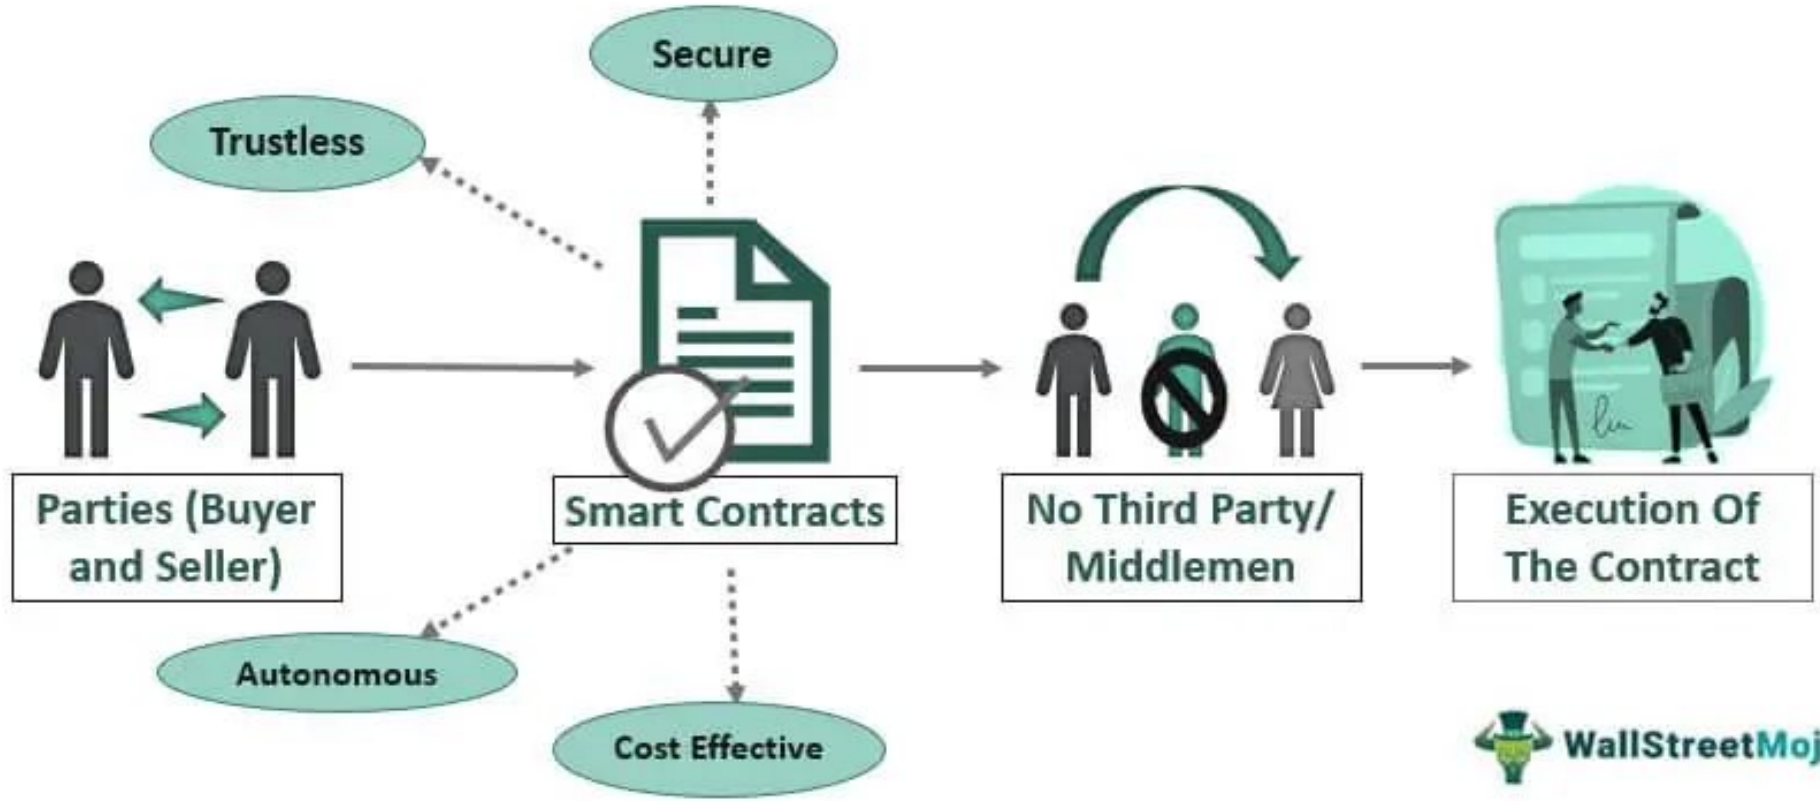 Secure
Trustless
Parties (Buyer
and Seller)
Smart Contracts
No Third Party/
Middlemen
Execution Of
The Contract
Autonomous
Cost Effective
WallStreetMoj